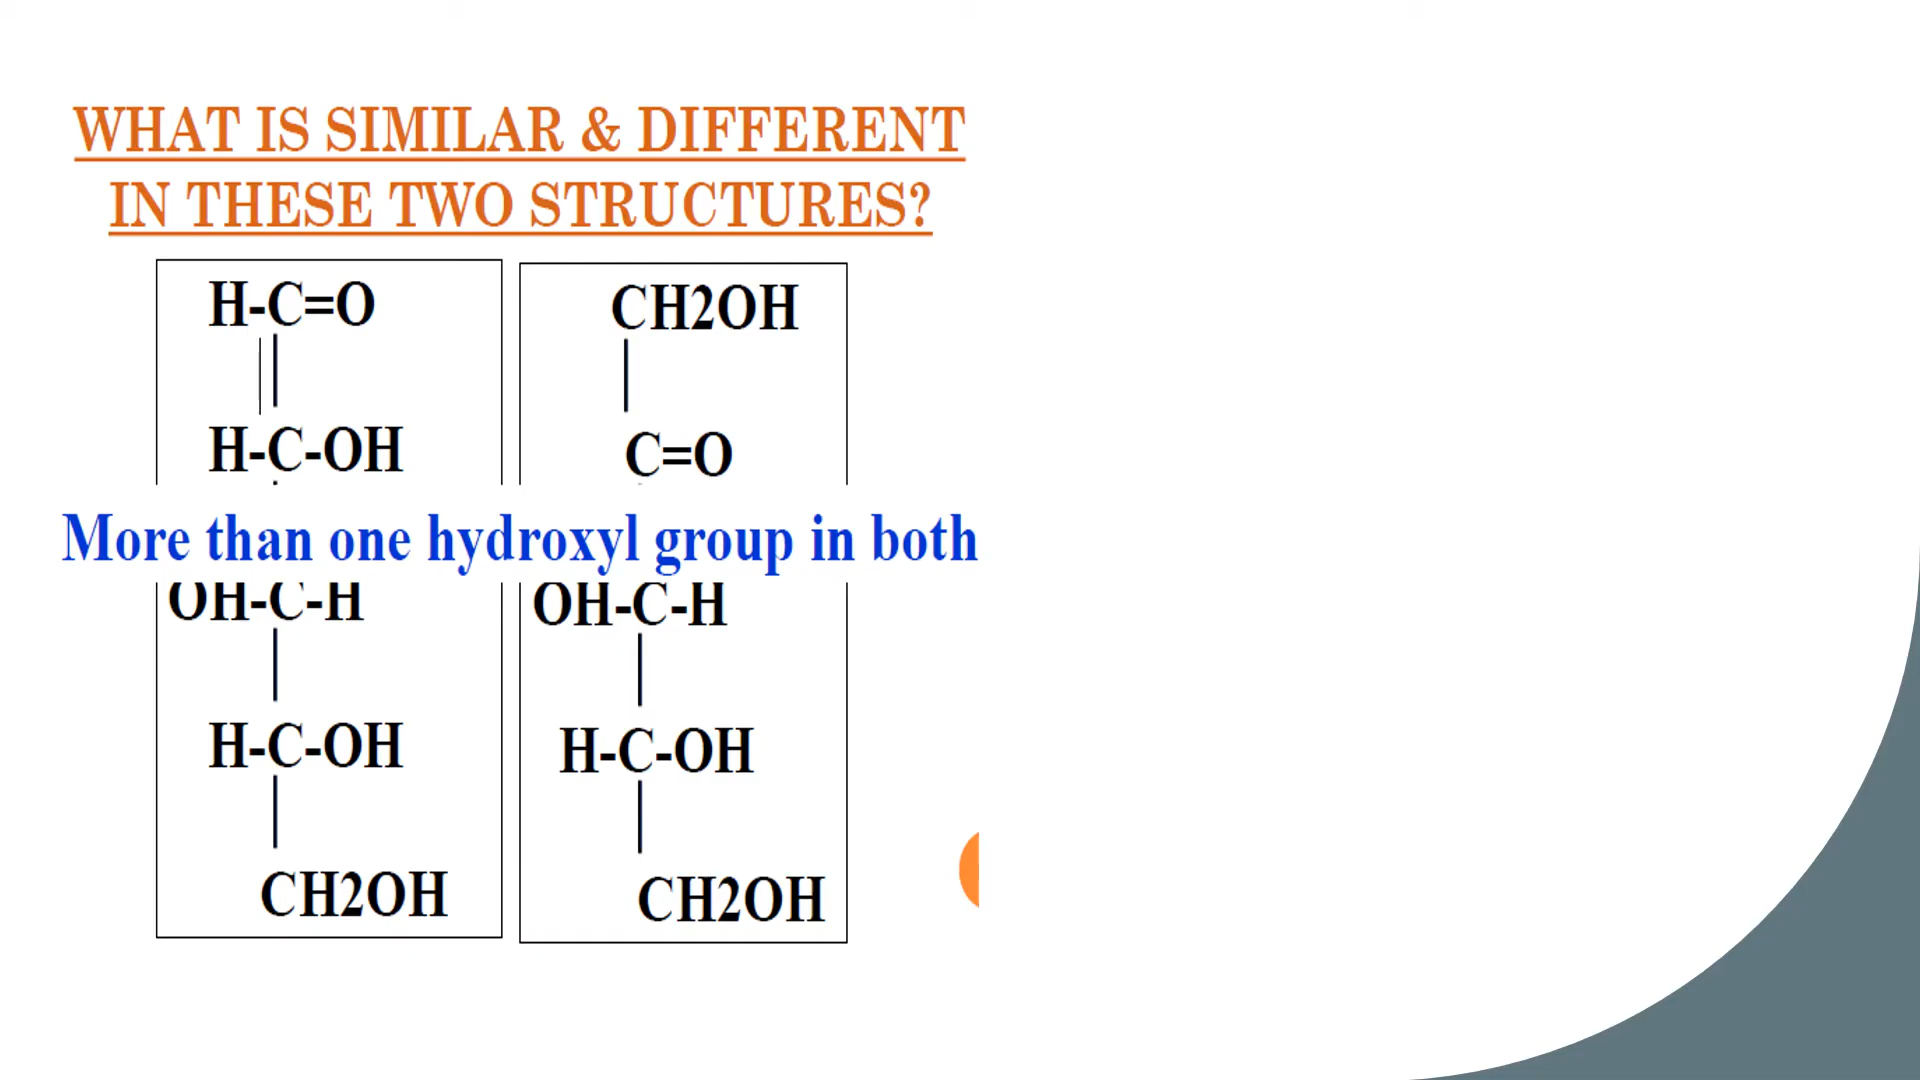 WHAT IS SIMILAR & DIFFERENT
IN THESE TWO STRUCTURES?
H-C=O
H-C-OH
CH2OH
C=O
More than one hydroxyl group in both
OH-C-H
H-C-OH
CH2OH
OH-C-H
H-C-OH
CH2OH